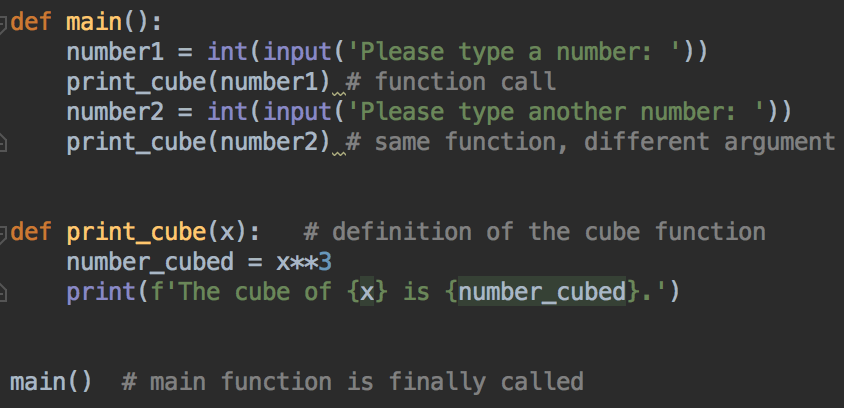 def main():
    number1 = int(input('Please type a number: '))
    print_cube(number1) # function call
    number2 = int(input('Please type another number: '))
    print_cube(number2) # same function, different argument
def print_cube(x):   # definition of the cube function
    number_cubed = x**3
    print(f'The cube of {x} is {number_cubed}.')
main()  # main function is finally called